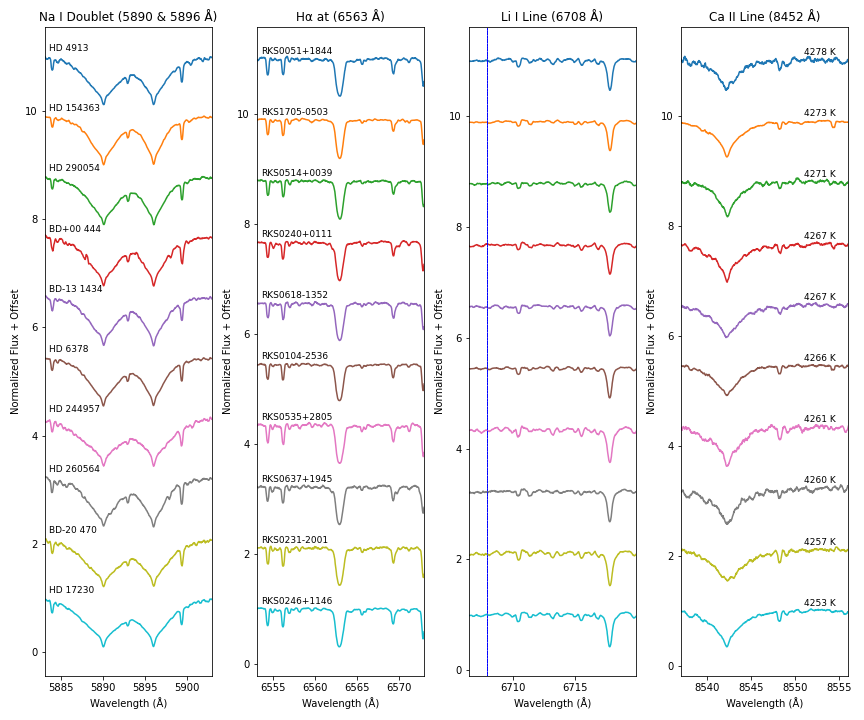 Na I Doublet (5890 & 5896 Å)
Hα at (6563 Å)
Li I Line (6708 Å)
Ca II Line (8452 Å)
HD 4913
HD 154363
HD 290054
BD+00 444
BD-13 1434
HD 6378
HD 244957
HD 260564
BD-20 470
HD 17230
RKS0051+1844
RKS1705-0503
RKS0514+0039
RKS0240+0111
RKS0618-1352
RKS0104-2536
RKS0535+2805
RKS0637+1945
RKS0231-2001
RKS0246+1146
4278 K
4273 K
4271 K
4267 K
4267 K
4266 K
4261 K
4260 K
4257 K
4253 K
Normalized Flux + Offset
10
8
6
4
2
0
5885
5890
5895
5900
Wavelength (Å)
Normalized Flux + Offset
10
8
6
4
2
0
6555
6560
6565
6570
Wavelength (Å)
Normalized Flux + Offset
10
8
6
4
2
0
6710
6715
Wavelength (Å)
Normalized Flux + Offset
10
8
6
4
2
0
8540
8545
8550
8555
Wavelength (Å)